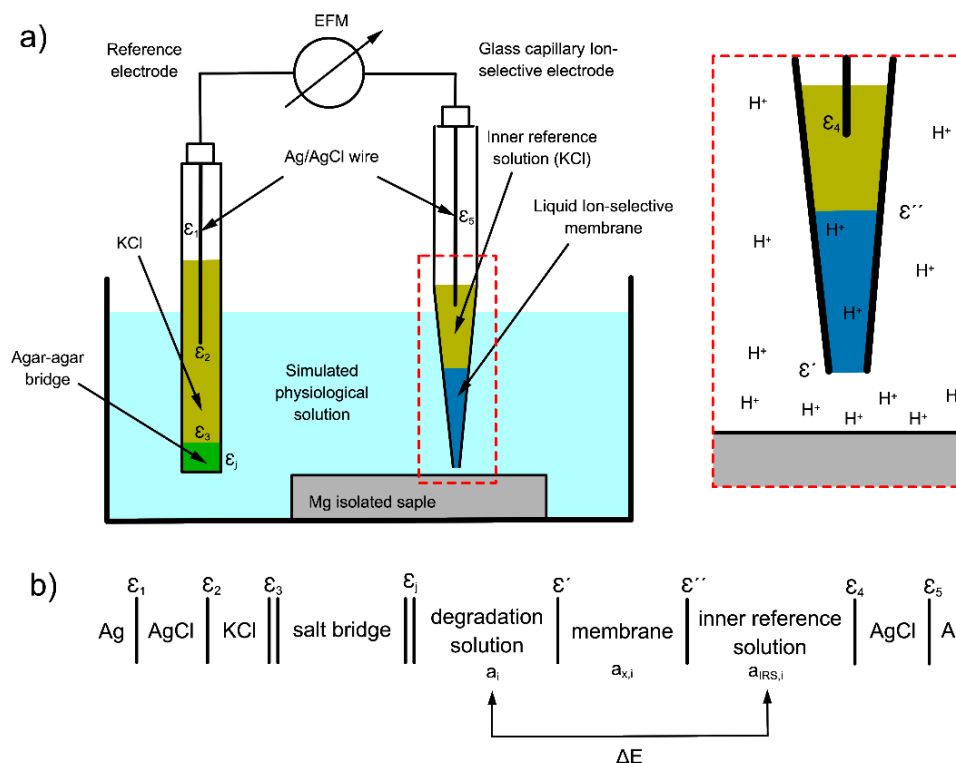 a)
EFM
Reference
electrode
Glass capillary Ion-
selective electrode
Ag/AgCl wire
Inner reference
solution (KCl)
Liquid Ion-selective
membrane
KCl
Agar-agar
bridge
Simulated
physiological
solution
Mg isolated saple
ε1
ε2
ε3
εj
ε5
ε4
ε´´
ε´
H+
H+
H+
H+
H+
H+
H+
H+
H+
H+
H+
H+
H+
H
b)
ε1 ε2 ε3 εj ε´ ε´´ ε4 ε5
Ag AgCl KCl salt bridge degradation solution membrane inner reference solution AgCl A
ai ax,i aIRS,i
ΔE